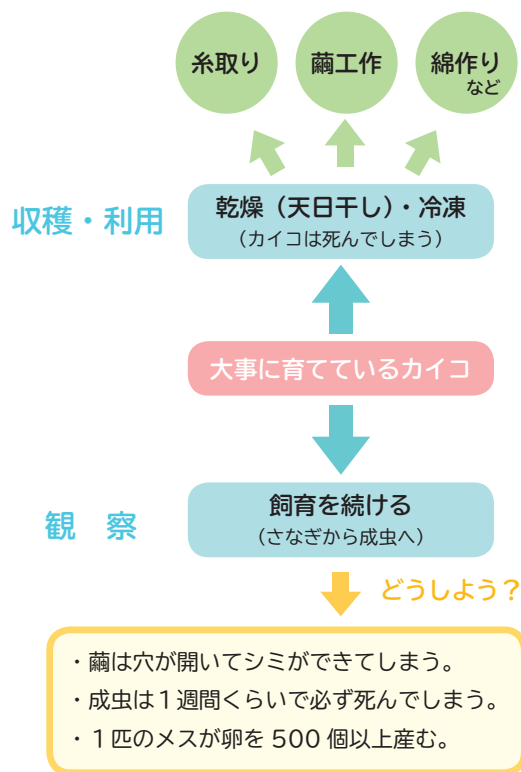 糸取り
繭工作
綿作り
など
収穫・利用
乾燥（天日干し）・冷凍
（カイコは死んでしまう）
大事に育てているカイコ
観　察
飼育を続ける
（さなぎから成虫へ）
どうしよう？
・繭は穴が開いてシミができてしまう。
・成虫は１週間くらいで必ず死んでしまう。
・１匹のメスが卵を 500 個以上産む。